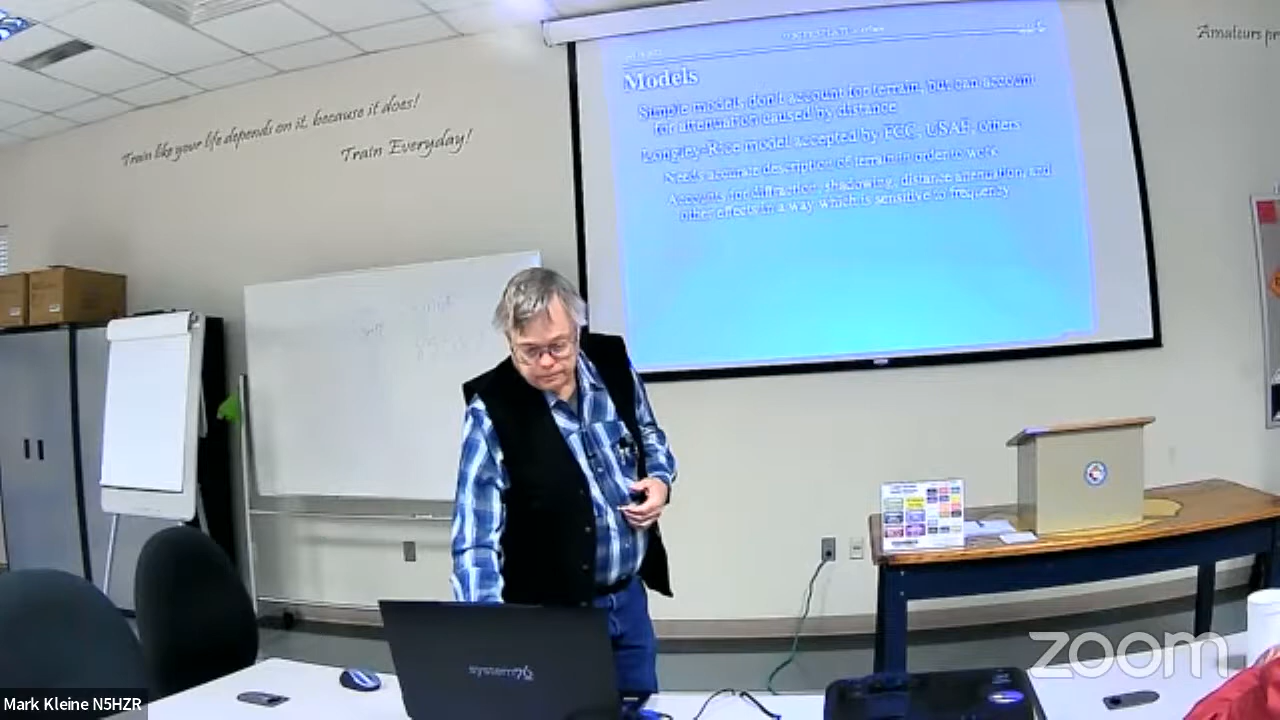 Amateurs pr
Train like your life depends on it, because it does!
Train Everyday!
Models
Simple models don't account for terrain, but can account
for attenuation caused by distance
Longley-Rice model accepted by FCC, USAF, others
Needs accurate description of terrain in order to work
Accounts for diffraction, shadowing, distance attenuation, and
other effects in a way which is sensitive to frequency
system76
zoom
Mark Kleine N5HZR